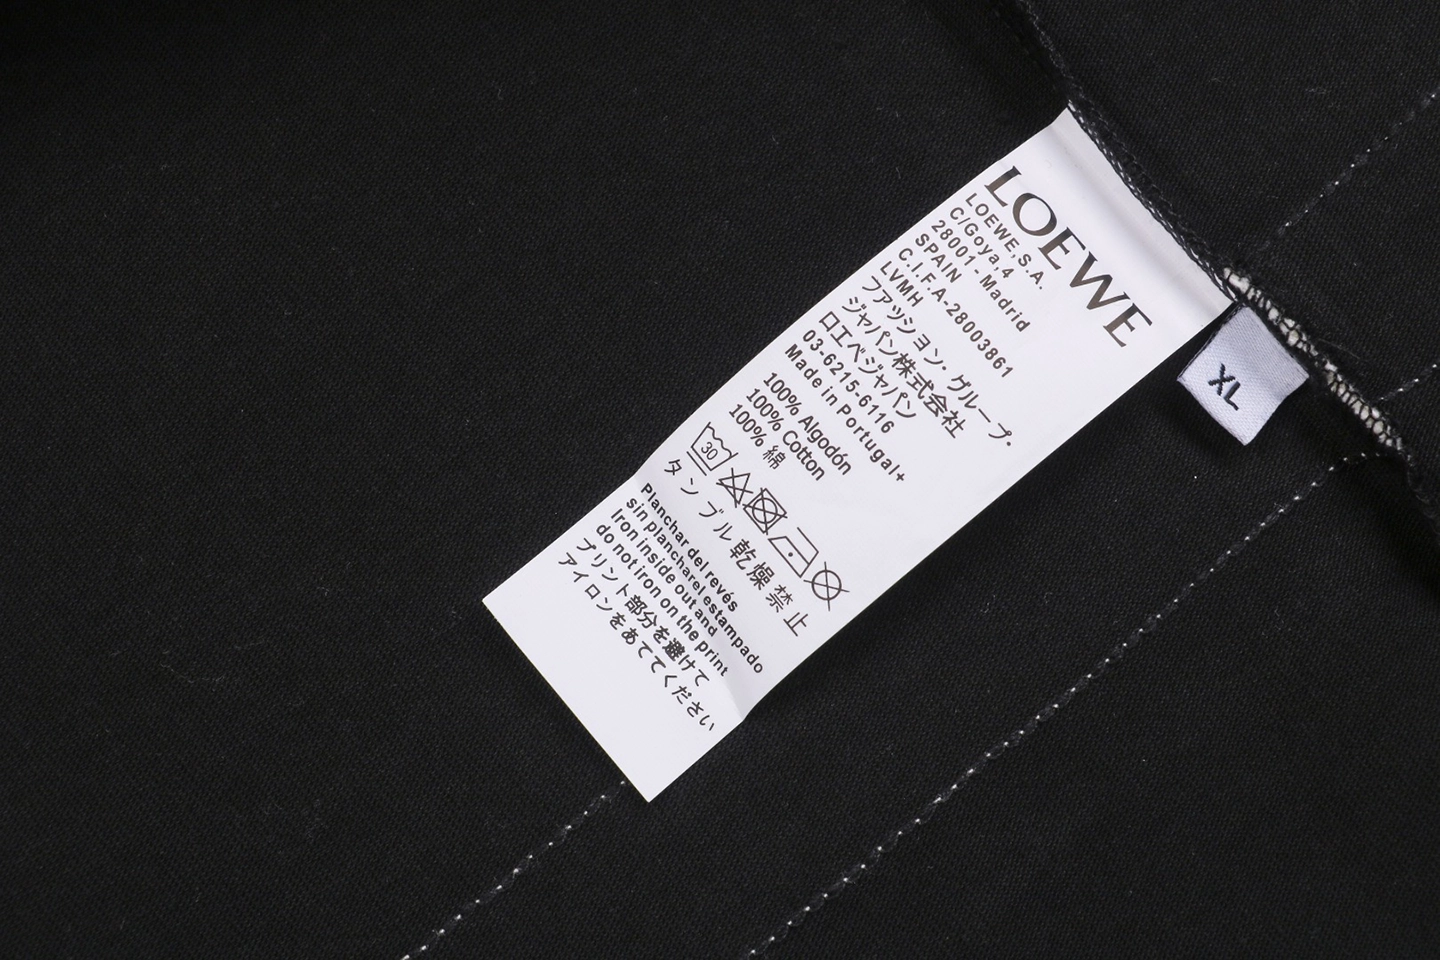 LOEWE
LOEWE,S.A.
C/Goya,4
28001-Madrid
SPAIN
C.I.F.A-28003861
LVMH
ファッション・グループ・
ジャパン株式会社
ロエベジャパン
03-6215-6116
Made in Portugal+
100% Algodón
100% Cotton
100% 綿
30
タンブル乾燥禁止
Planchar del revés
sin plancharel estampado
Iron inside out and
do not iron on the print
プリント部分を避けて
アイロンをあててください
XL